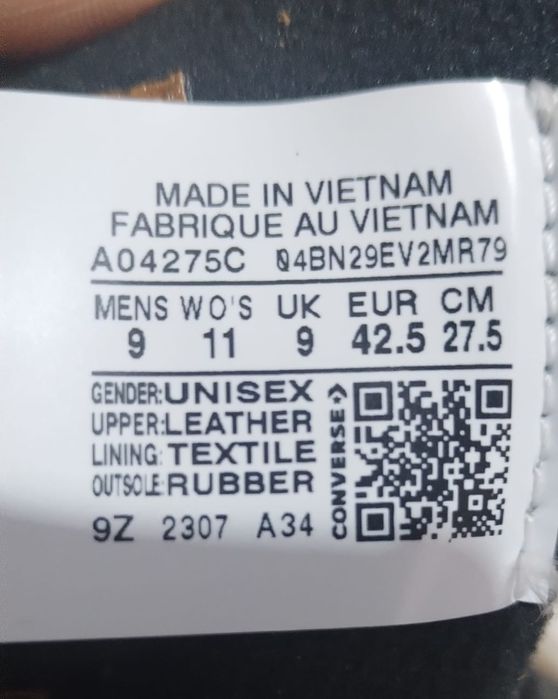 MADE IN VIETNAM
FABRIQUE AU VIETNAM
A04275C 04BN29EV2MR79
MENS WO'S UK EUR CM
9 11 9 42.5 27.5
GENDER:UNISEX
UPPER:LEATHER
LINING:TEXTILE
OUTSOLE:RUBBER
CONVERSE
9Z 2307 A34